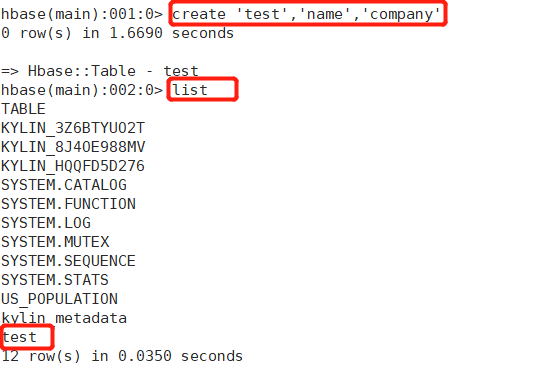 hbase(main):001:0> create 'test','name','company'
0 row(s) in 1.6690 seconds
=> Hbase::Table - test
hbase(main):002:0> list
TABLE
KYLIN_3Z6BTYUO2T
KYLIN_8J4OE988MV
KYLIN_HQQFD5D276
SYSTEM.CATALOG
SYSTEM.FUNCTION
SYSTEM.LOG
SYSTEM.MUTEX
SYSTEM.SEQUENCE
SYSTEM.STATS
US_POPULATION
kylin_metadata
test
12 row(s) in 0.0350 seconds